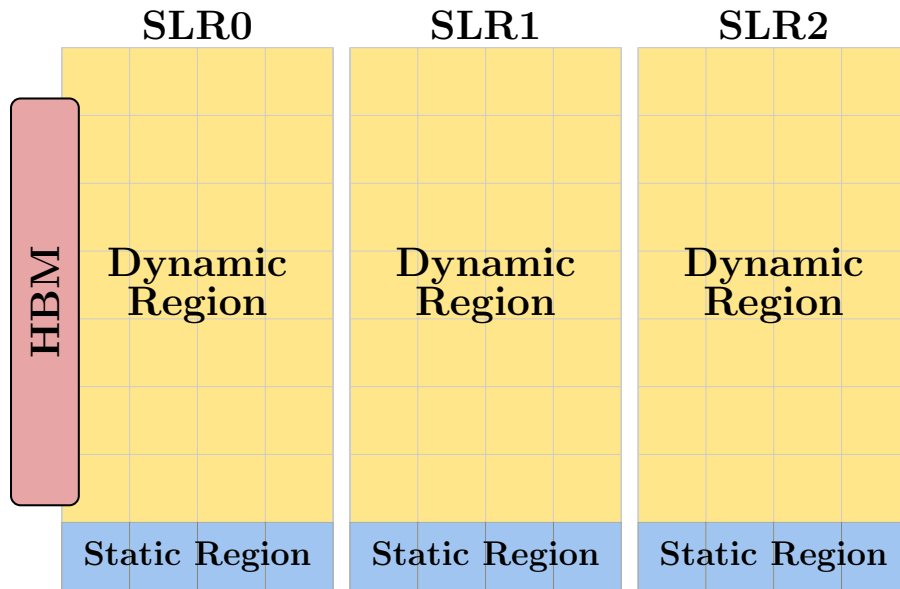 SLR0
SLR1
SLR2
HBM
Dynamic
Region
Dynamic
Region
Dynamic
Region
Static Region
Static Region
Static Region